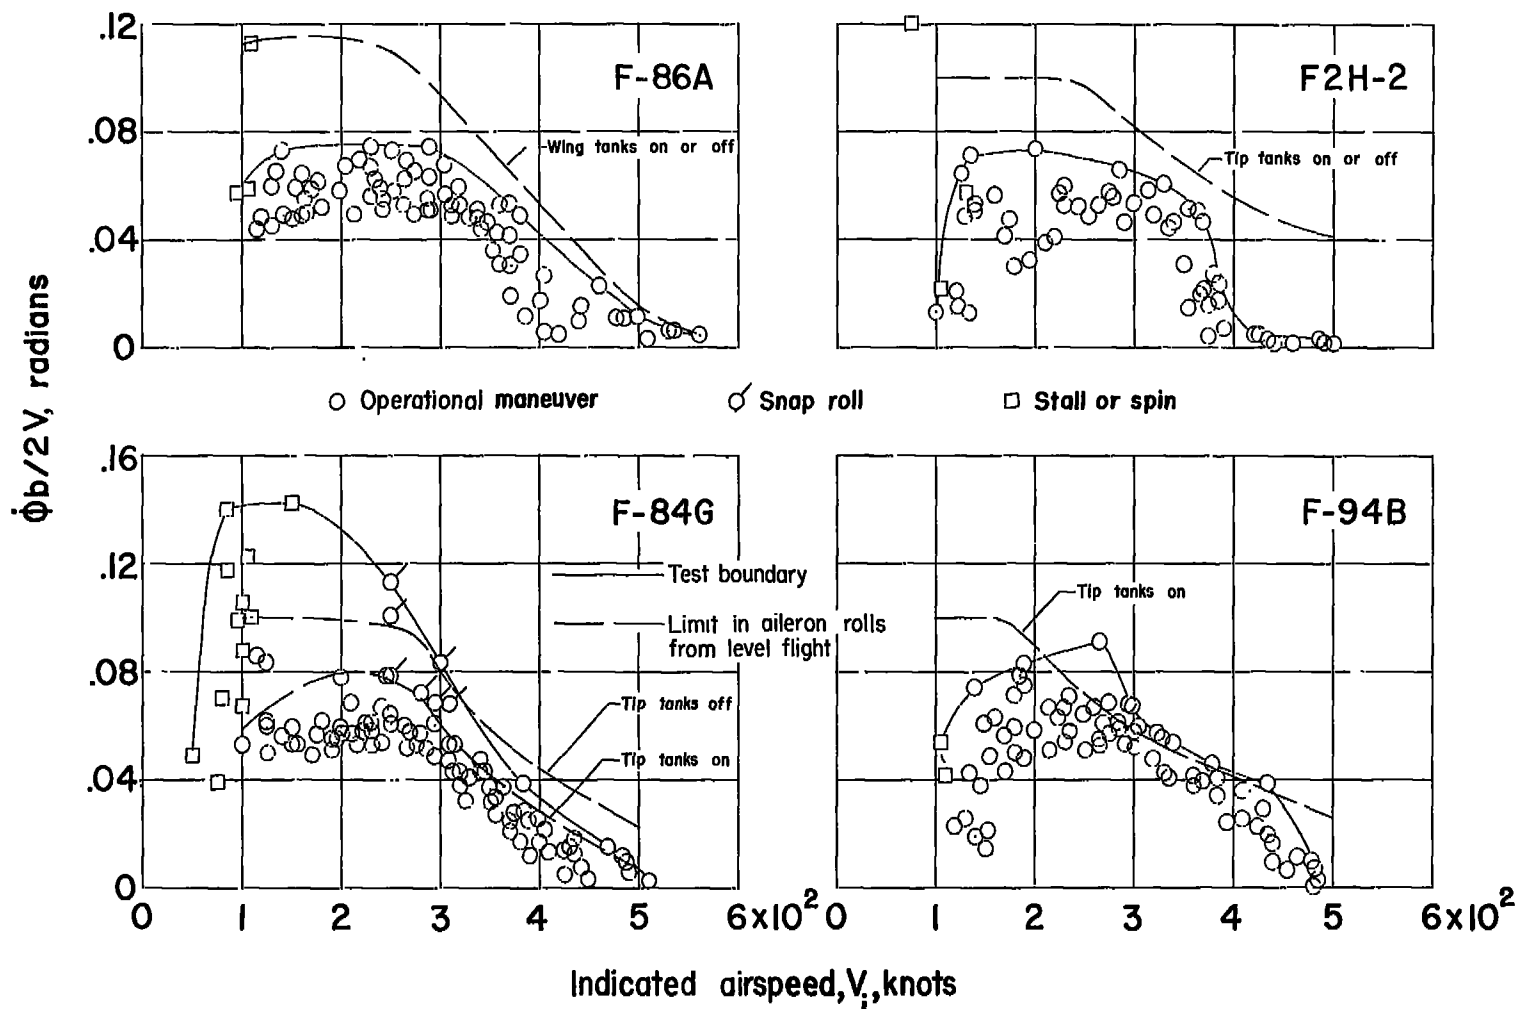 .12
.08
.04
0
F-86A
Wing tanks on or off
F2H-2
Tip tanks on or off
Operational maneuver
Snap roll
Stall or spin
.16
.12
.08
.04
0
F-84G
Test boundary
Limit in aileron rolls
from level flight
Tip tanks off
Tip tanks on
F-94B
Tip tanks on
0 1 2 3 4 5 6x10²
0 1 2 3 4 5 6x10²
φ̇b/2V, radians
Indicated airspeed, Vᵢ, knots